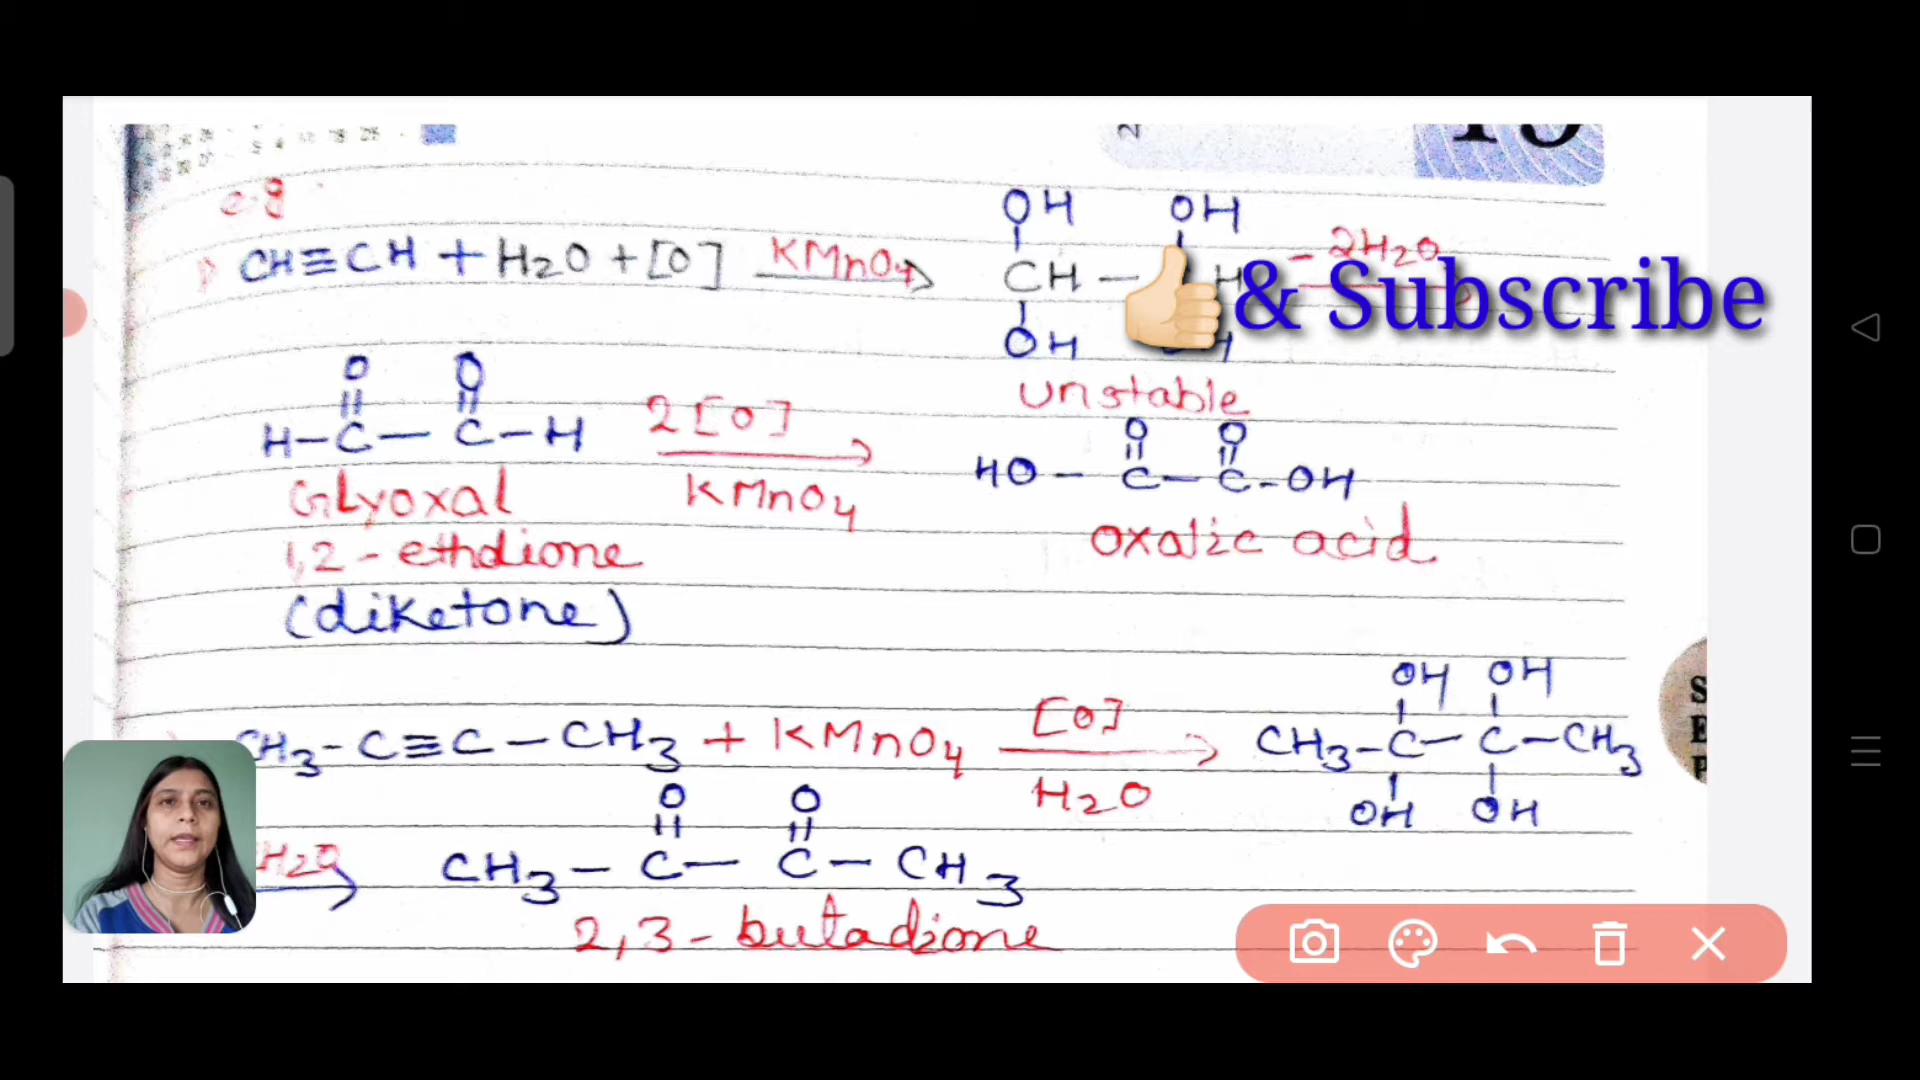 e.g
CH≡CH + H2O + [O] KMnO4
OH OH
CH — H - 2H2O
OH H
& Subscribe
unstable
O O
H-C-C-H 2[O] KMnO4
Glyoxal
1,2-ethdione
(diketone)
O O
HO-C-C-OH
oxalic acid
CH3-C≡C-CH3 + KMnO4 [O] H2O
OH OH
CH3-C-C-CH3
OH OH
H2O
O O
CH3-C-C-CH3
2,3-butadione